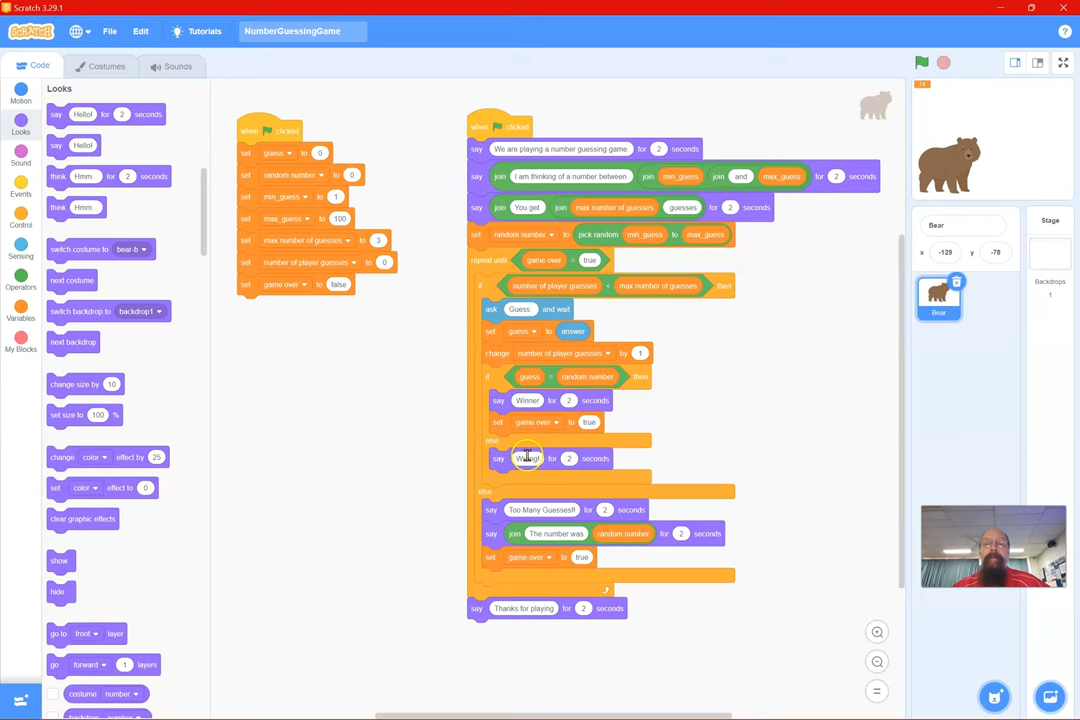 Scratch 3.29.1
SCRATCH File Edit Tutorials NumberGuessingGame
Code Costumes Sounds
Motion
Looks
Sound
Events
Control
Sensing
Operators
Variables
My Blocks
Looks
say Hello! for 2 seconds
say Hello!
think Hmm... for 2 seconds
think Hmm...
switch costume to bear-b
next costume
switch backdrop to backdrop1
next backdrop
change size by 10
set size to 100 %
change color effect by 25
set color effect to 0
clear graphic effects
show
hide
go to front layer
go forward 1 layers
costume number
backdrop number
when clicked
set guess to 0
set random number to 0
set min_guess to 1
set max_guess to 100
set max number of guesses to 3
set number of player guesses to 0
set game over to false
when clicked
say We are playing a number guessing game. for 2 seconds
say join I am thinking of a number between join min_guess join and max_guess for 2 seconds
say join You get join max number of guesses guesses for 2 seconds
set random number to pick random min_guess to max_guess
repeat until game over = true
if number of player guesses < max number of guesses then
ask Guess: and wait
set guess to answer
change number of player guesses by 1
if guess = random number then
say Winner for 2 seconds
set game over to true
else
say Wrong! for 2 seconds
else
say Too Many Guesses!! for 2 seconds
say join The number was random number for 2 seconds
set game over to true
say Thanks for playing for 2 seconds
74
Bear
x -129 y -78
Bear
Stage
Backdrops
1